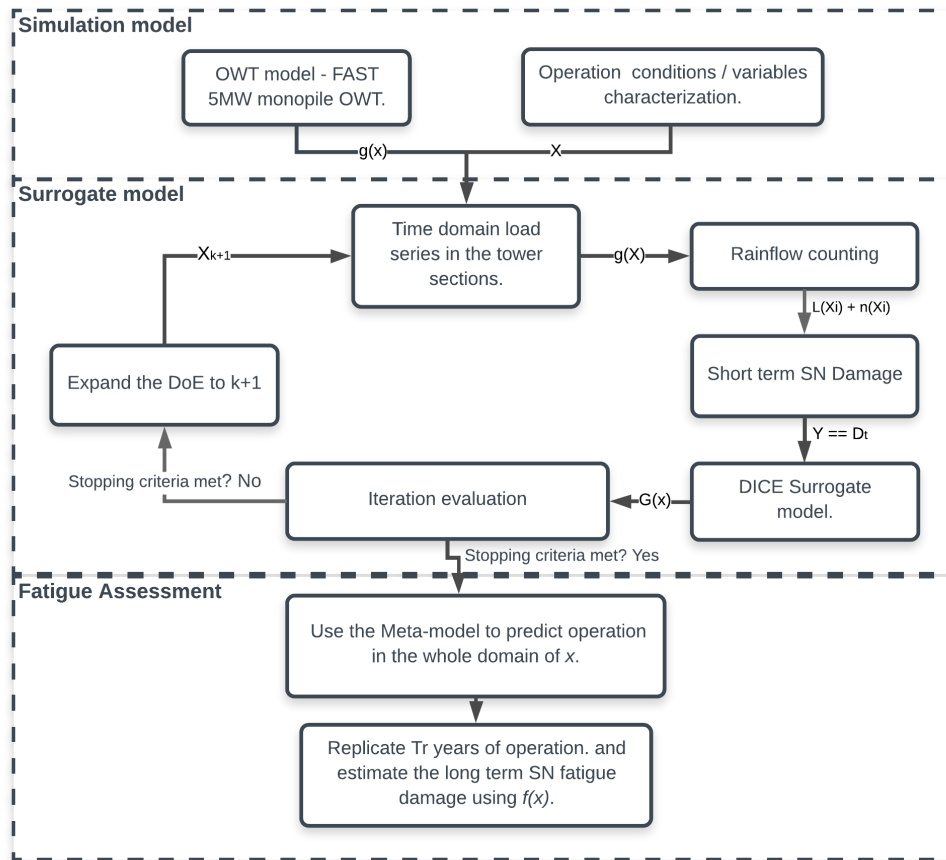 Simulation model
OWT model - FAST
5MW monopile OWT.
Operation  conditions / variables
characterization.
g(x)
X
Surrogate model
Time domain load
series in the tower
sections.
Xk+1
g(X)
Rainflow counting
L(Xi) + n(Xi)
Expand the DoE to k+1
Short term SN Damage
Y == Dt
Stopping criteria met? No
Iteration evaluation
G(x)
DICE Surrogate
model.
Stopping criteria met? Yes
Fatigue Assessment
Use the Meta-model to predict operation
in the whole domain of x.
Replicate Tr years of operation. and
estimate the long term SN fatigue
damage using f(x).